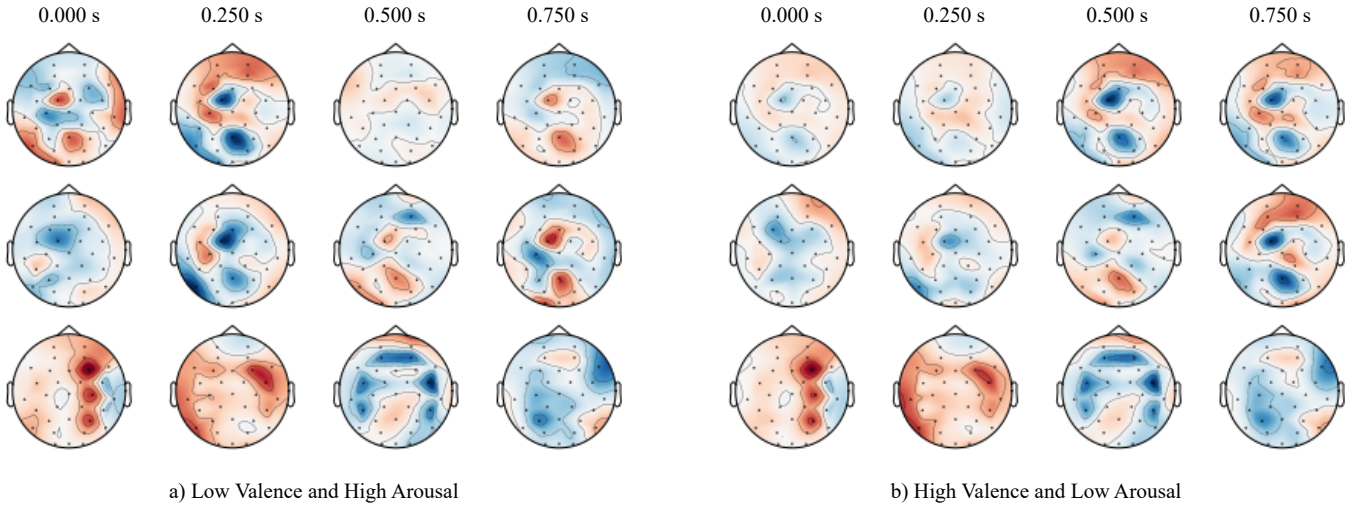 0.000 s 0.250 s 0.500 s 0.750 s 0.000 s 0.250 s 0.500 s 0.750 s
a) Low Valence and High Arousal b) High Valence and Low Arousal